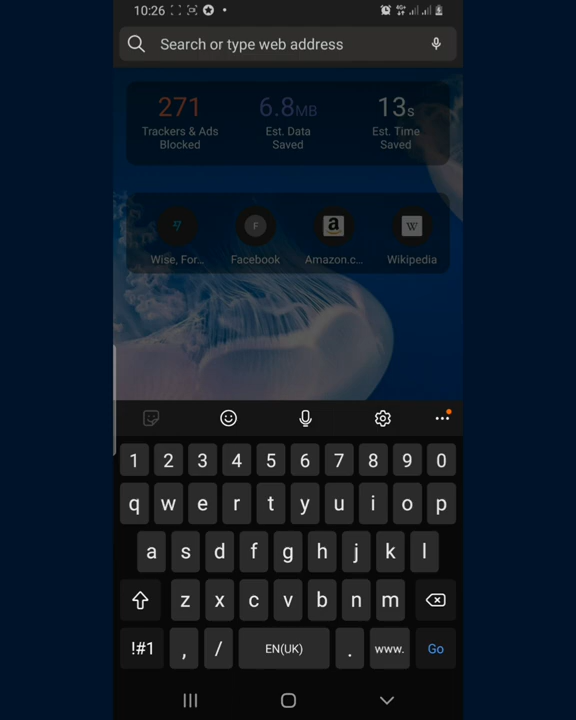 10:26
Search or type web address
271 6.8MB 13s
Trackers & Ads Blocked Est. Data Saved Est. Time Saved
Wise, For... Facebook Amazon.c... Wikipedia
1 2 3 4 5 6 7 8 9 0
q w e r t y u i o p
a s d f g h j k l
z x c v b n m
!#1 , / EN(UK) . www. Go